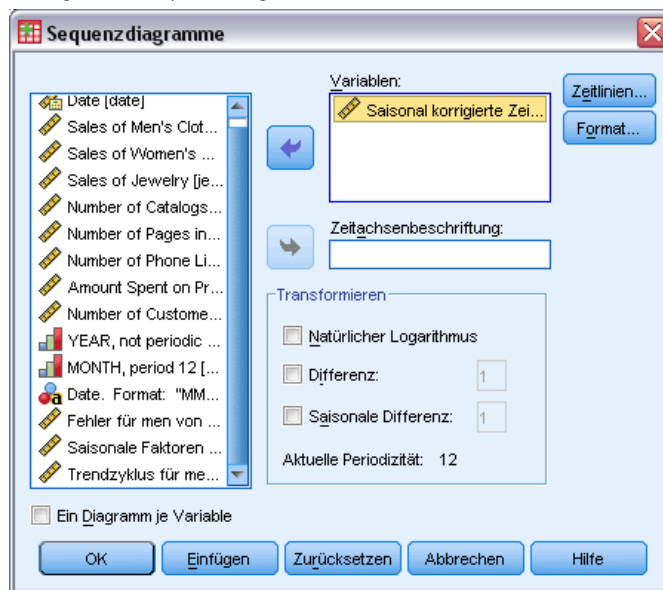 Sequenzdiagramme
Date [date]
Sales of Men's Clot...
Sales of Women's ...
Sales of Jewelry [je...
Number of Catalogs...
Number of Pages in...
Number of Phone Li...
Amount Spent on Pr...
Number of Custome...
YEAR, not periodic ...
MONTH, period 12 [...
Date. Format: "MM...
Fehler für men von ...
Saisonale Faktoren ...
Trendzyklus für me...
Variablen:
Saisonal korrigierte Zei...
Zeitachsenbeschriftung:
Transformieren
Natürlicher Logarithmus
Differenz: 1
Saisonale Differenz: 1
Aktuelle Periodizität: 12
Zeitlinien...
Format...
Ein Diagramm je Variable
OK Einfügen Zurücksetzen Abbrechen Hilfe